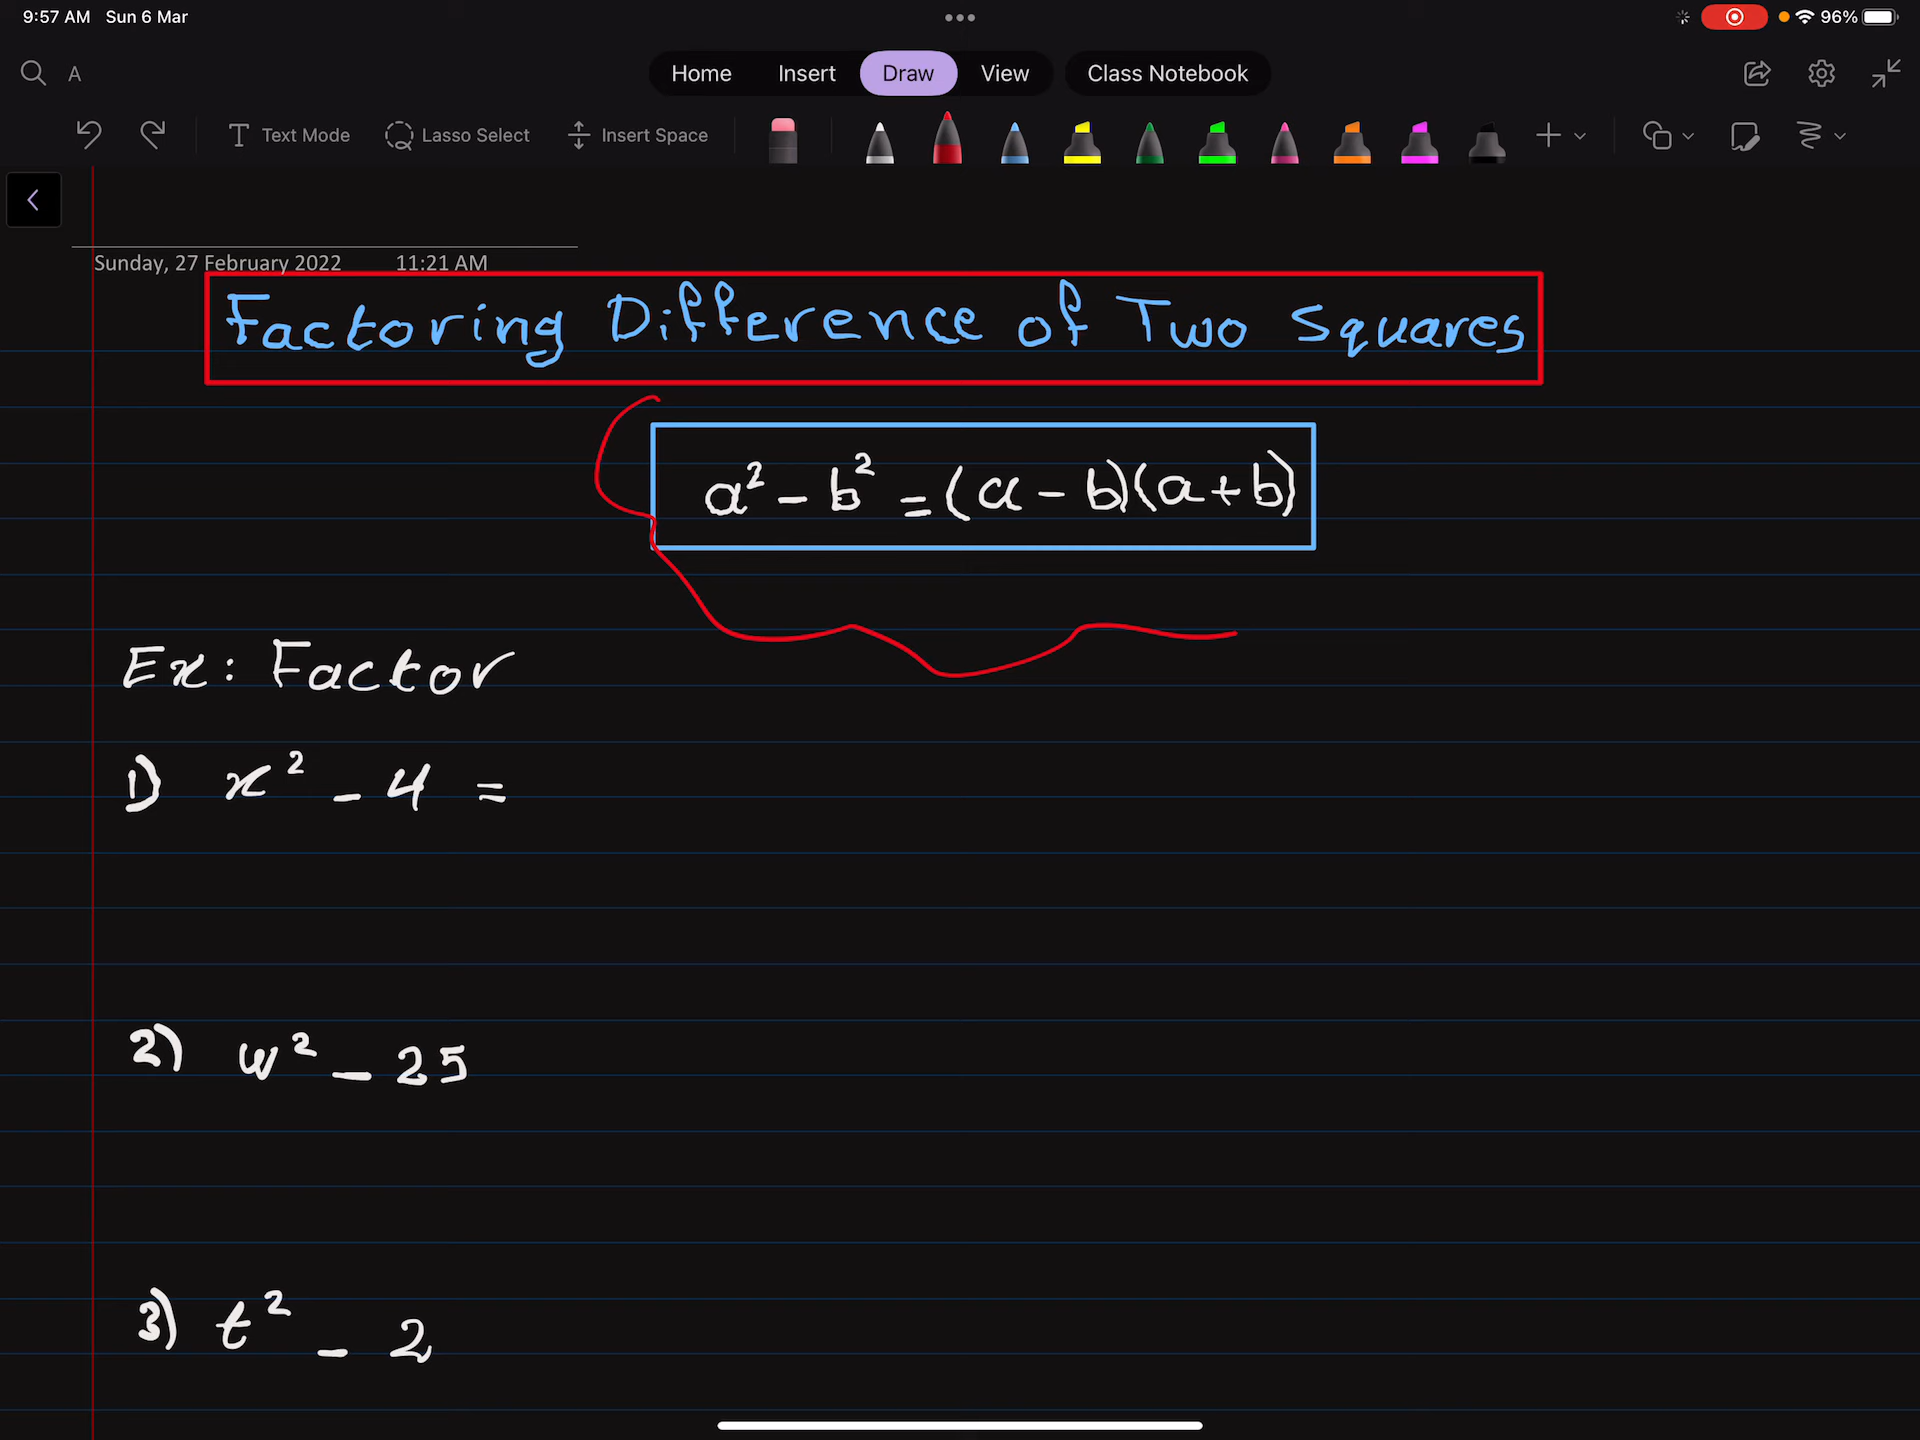 9:57 AM Sun 6 Mar 96%
A Home Insert Draw View Class Notebook
Text Mode Lasso Select Insert Space
Sunday, 27 February 2022 11:21 AM
Factoring Difference of Two Squares
a² - b² = (a - b)(a + b)
Ex: Factor
1) x² - 4 =
2) w² - 25
3) t² - 2